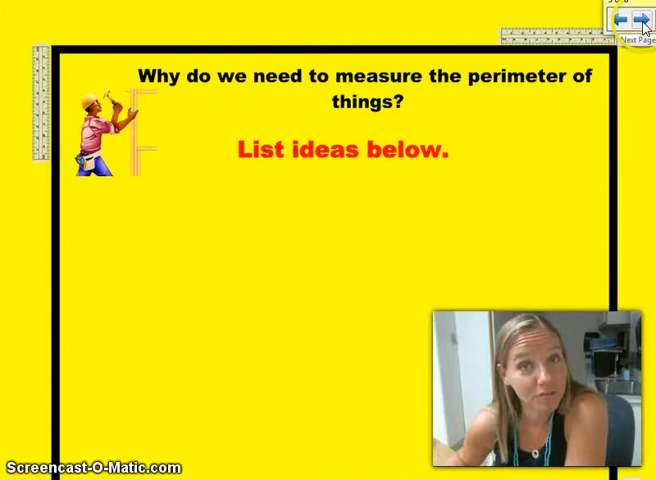 Next Page
Why do we need to measure the perimeter of
things?
List ideas below.
Screencast-O-Matic.com